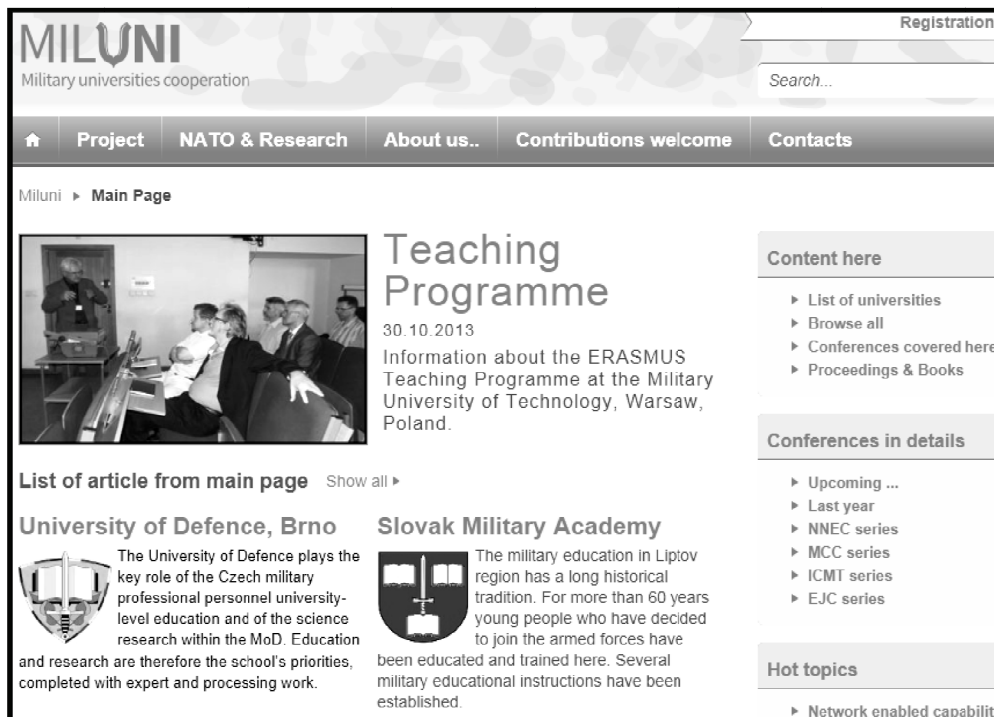 MILUNI
Military universities cooperation
Registration
Search...
Project
NATO & Research
About us..
Contributions welcome
Contacts
Miluni
Main Page
Teaching
Programme
30.10.2013
Information about the ERASMUS
Teaching Programme at the Military
University of Technology, Warsaw,
Poland.
List of article from main page Show all
University of Defence, Brno
The University of Defence plays the
key role of the Czech military
professional personnel university-
level education and of the science
research within the MoD. Education
and research are therefore the school's priorities,
completed with expert and processing work.
Slovak Military Academy
The military education in Liptov
region has a long historical
tradition. For more than 60 years
young people who have decided
to join the armed forces have
been educated and trained here. Several
military educational instructions have been
established.
Content here
List of universities
Browse all
Conferences covered here
Proceedings & Books
Conferences in details
Upcoming ...
Last year
NNEC series
MCC series
ICMT series
EJC series
Hot topics
Network enabled capabilit